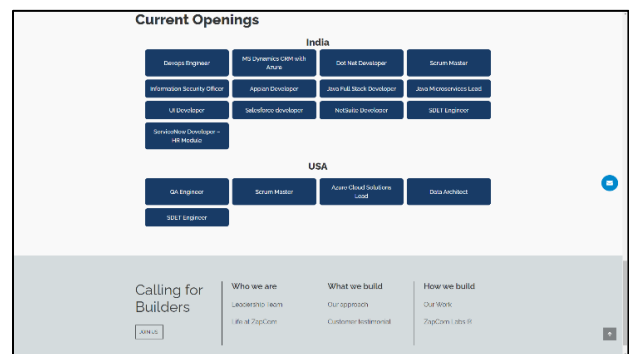 Current Openings
India
Devops Engineer
MS Dynamics CRM with
Azure
Dot Net Developer
Scrum Master
Information Security Officer
Appian Developer
Java Full Stack Developer
Java Microservices Lead
UI Developer
Salesforce developer
NetSuite Developer
SDET Engineer
ServiceNow Developer –
HR Module
USA
QA Engineer
Scrum Master
Azure Cloud Solutions
Lead
Data Architect
SDET Engineer
Calling for
Builders
JOIN US
Who we are
Leadership Team
Life at ZapCom
What we build
Our approach
Customer testimonial
How we build
Our Work
ZapCom Labs ®